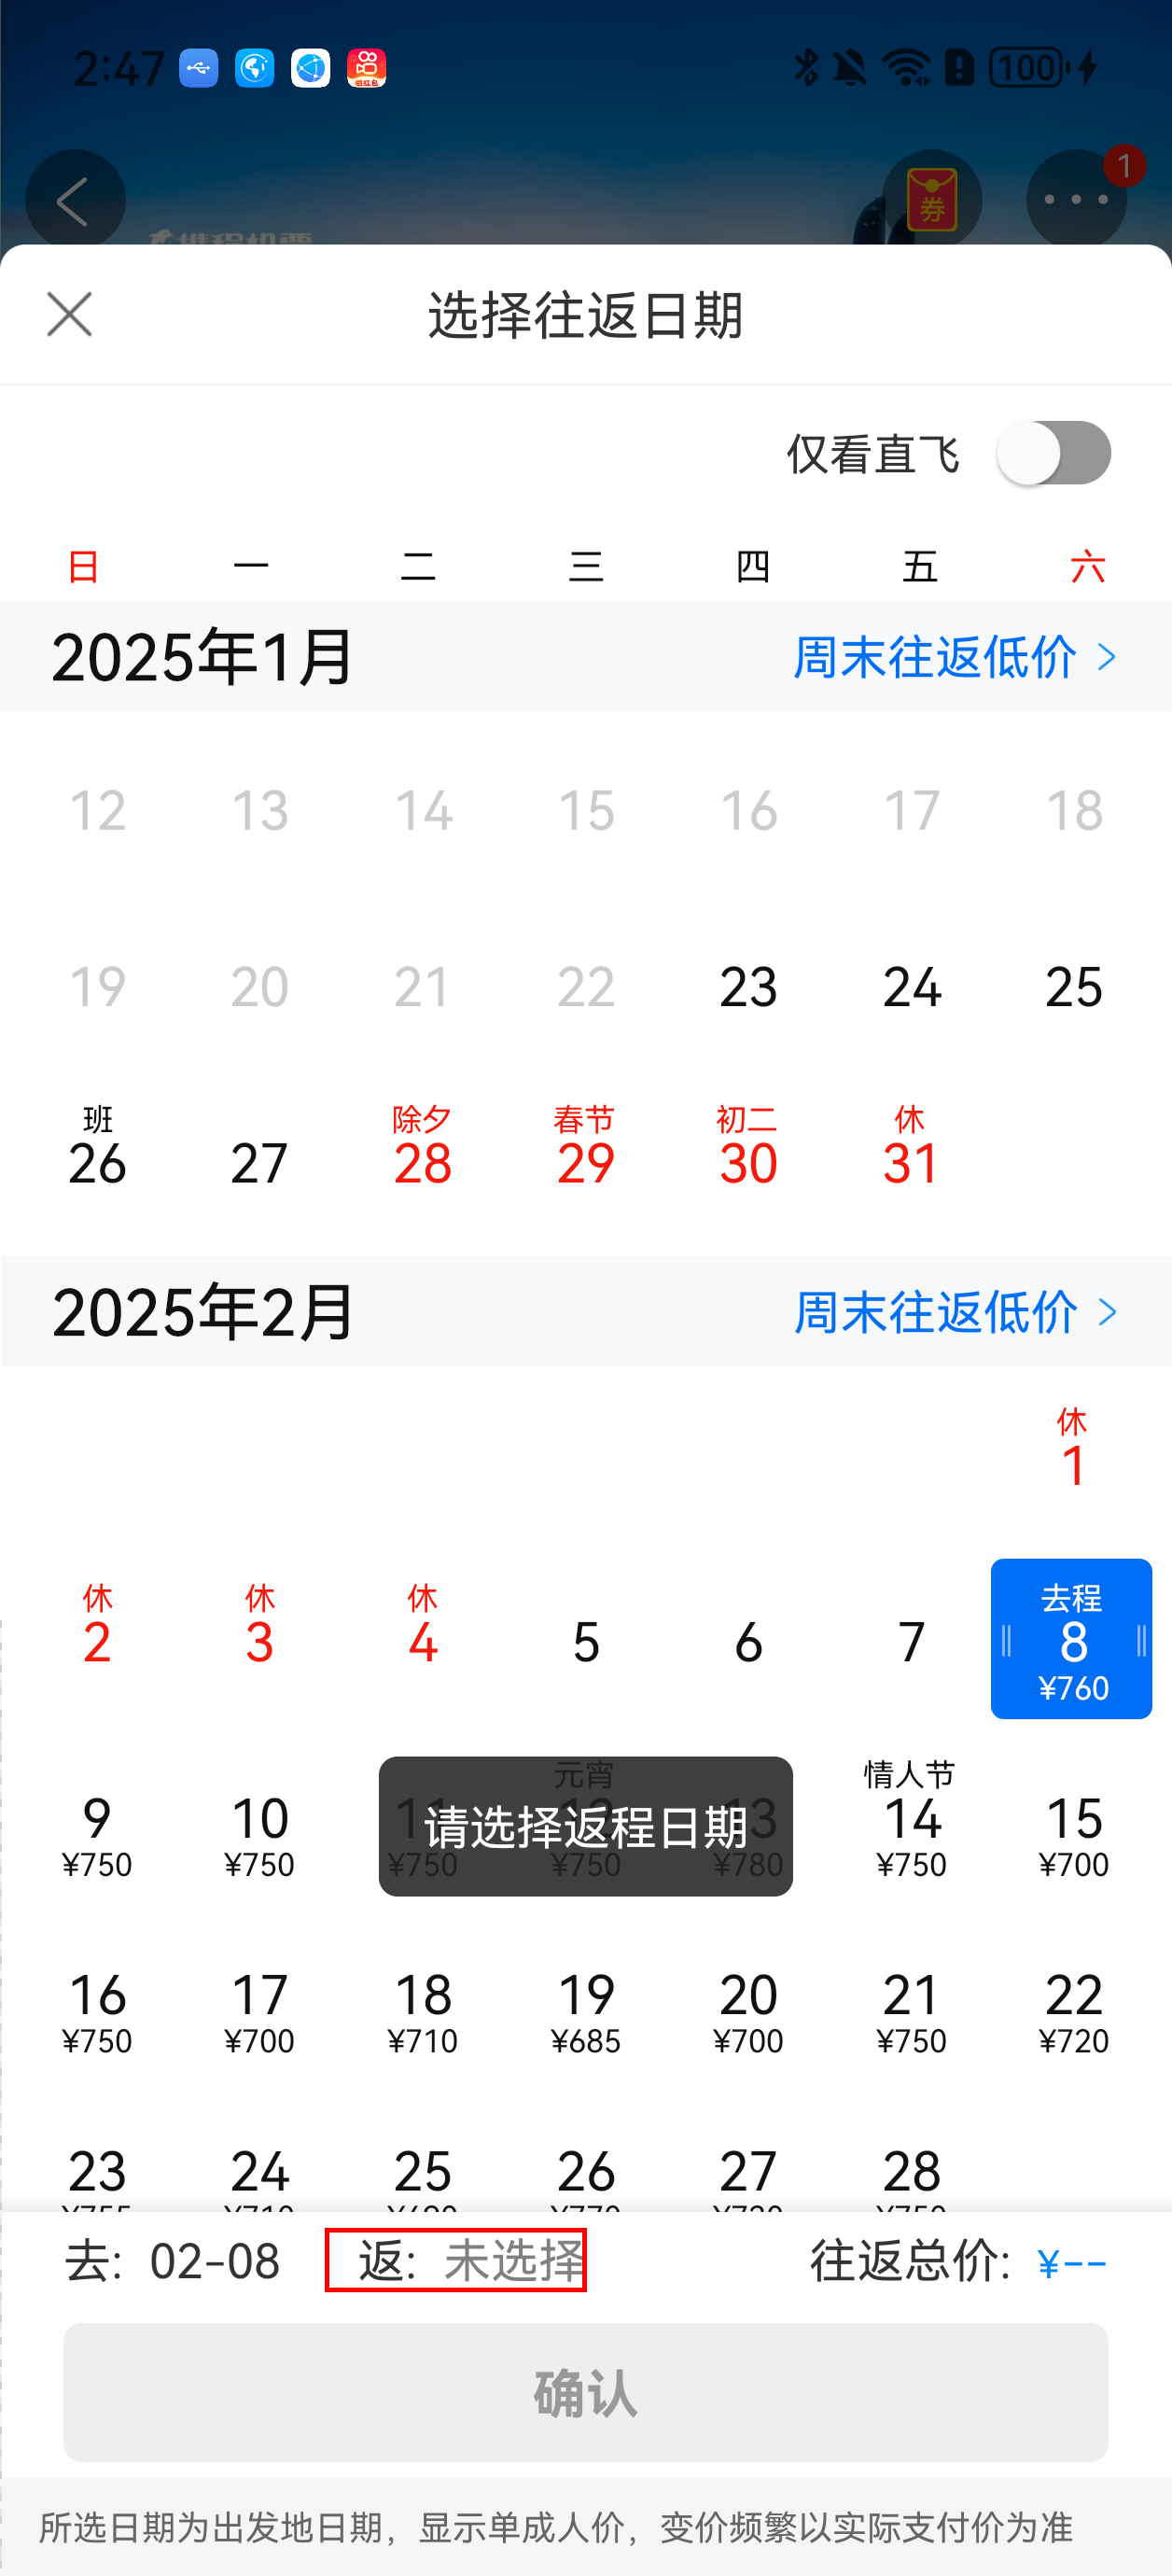 2:47
领红包
100
1
券
携程机票
选择往返日期
仅看直飞
日 一 二 三 四 五 六
2025年1月 周末往返低价 >
12 13 14 15 16 17 18
19 20 21 22 23 24 25
班 除夕 春节 初二 休
26 27 28 29 30 31
2025年2月 周末往返低价 >
休
1
休 休 休 去程
2 3 4 5 6 7 8
¥760
元宵 情人节
9 10 11 12 13 14 15
¥750 ¥750 ¥750 ¥750 ¥780 ¥750 ¥700
请选择返程日期
16 17 18 19 20 21 22
¥750 ¥700 ¥710 ¥685 ¥700 ¥750 ¥720
23 24 25 26 27 28
去: 02-08 返: 未选择 往返总价: ¥--
确认
所选日期为出发地日期，显示单成人价，变价频繁以实际支付价为准